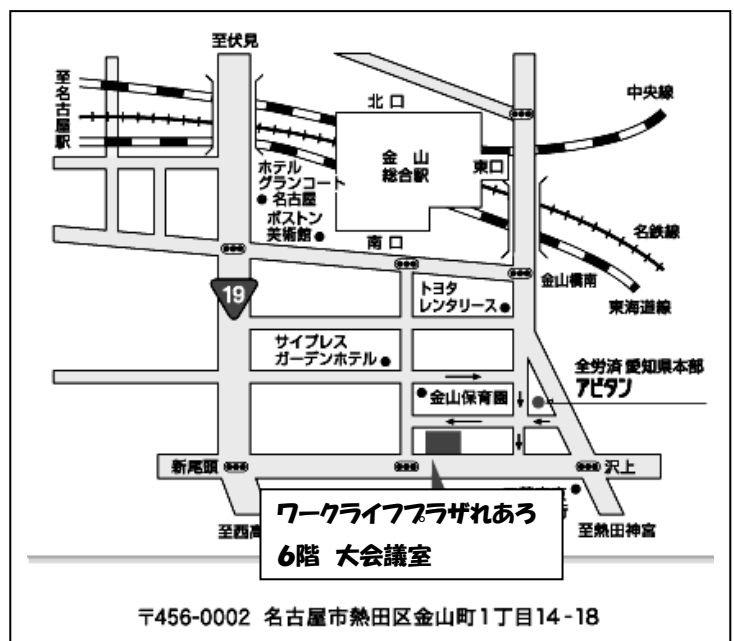 至伏見
至名古屋駅
北口
中央線
金山
総合駅
東口
ホテル
グランコート
名古屋
ボストン
美術館
南口
名鉄線
金山橋南
東海道線
トヨタ
レンタリース
19
サイプレス
ガーデンホテル
全労済 愛知県本部
アピタン
金山保育園
新尾頭
沢上
ワークライフプラザれあろ
6階 大会議室
至西高
至熱田神宮
〒456-0002 名古屋市熱田区金山町1丁目14-18